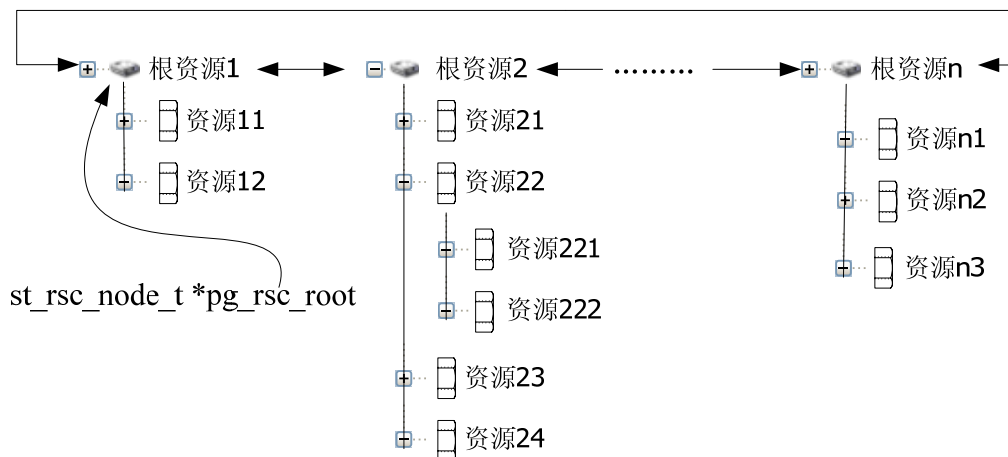 根资源1
根资源2
………
根资源n
资源11
资源12
资源21
资源22
资源221
资源222
资源23
资源24
资源n1
资源n2
资源n3
st_rsc_node_t *pg_rsc_root